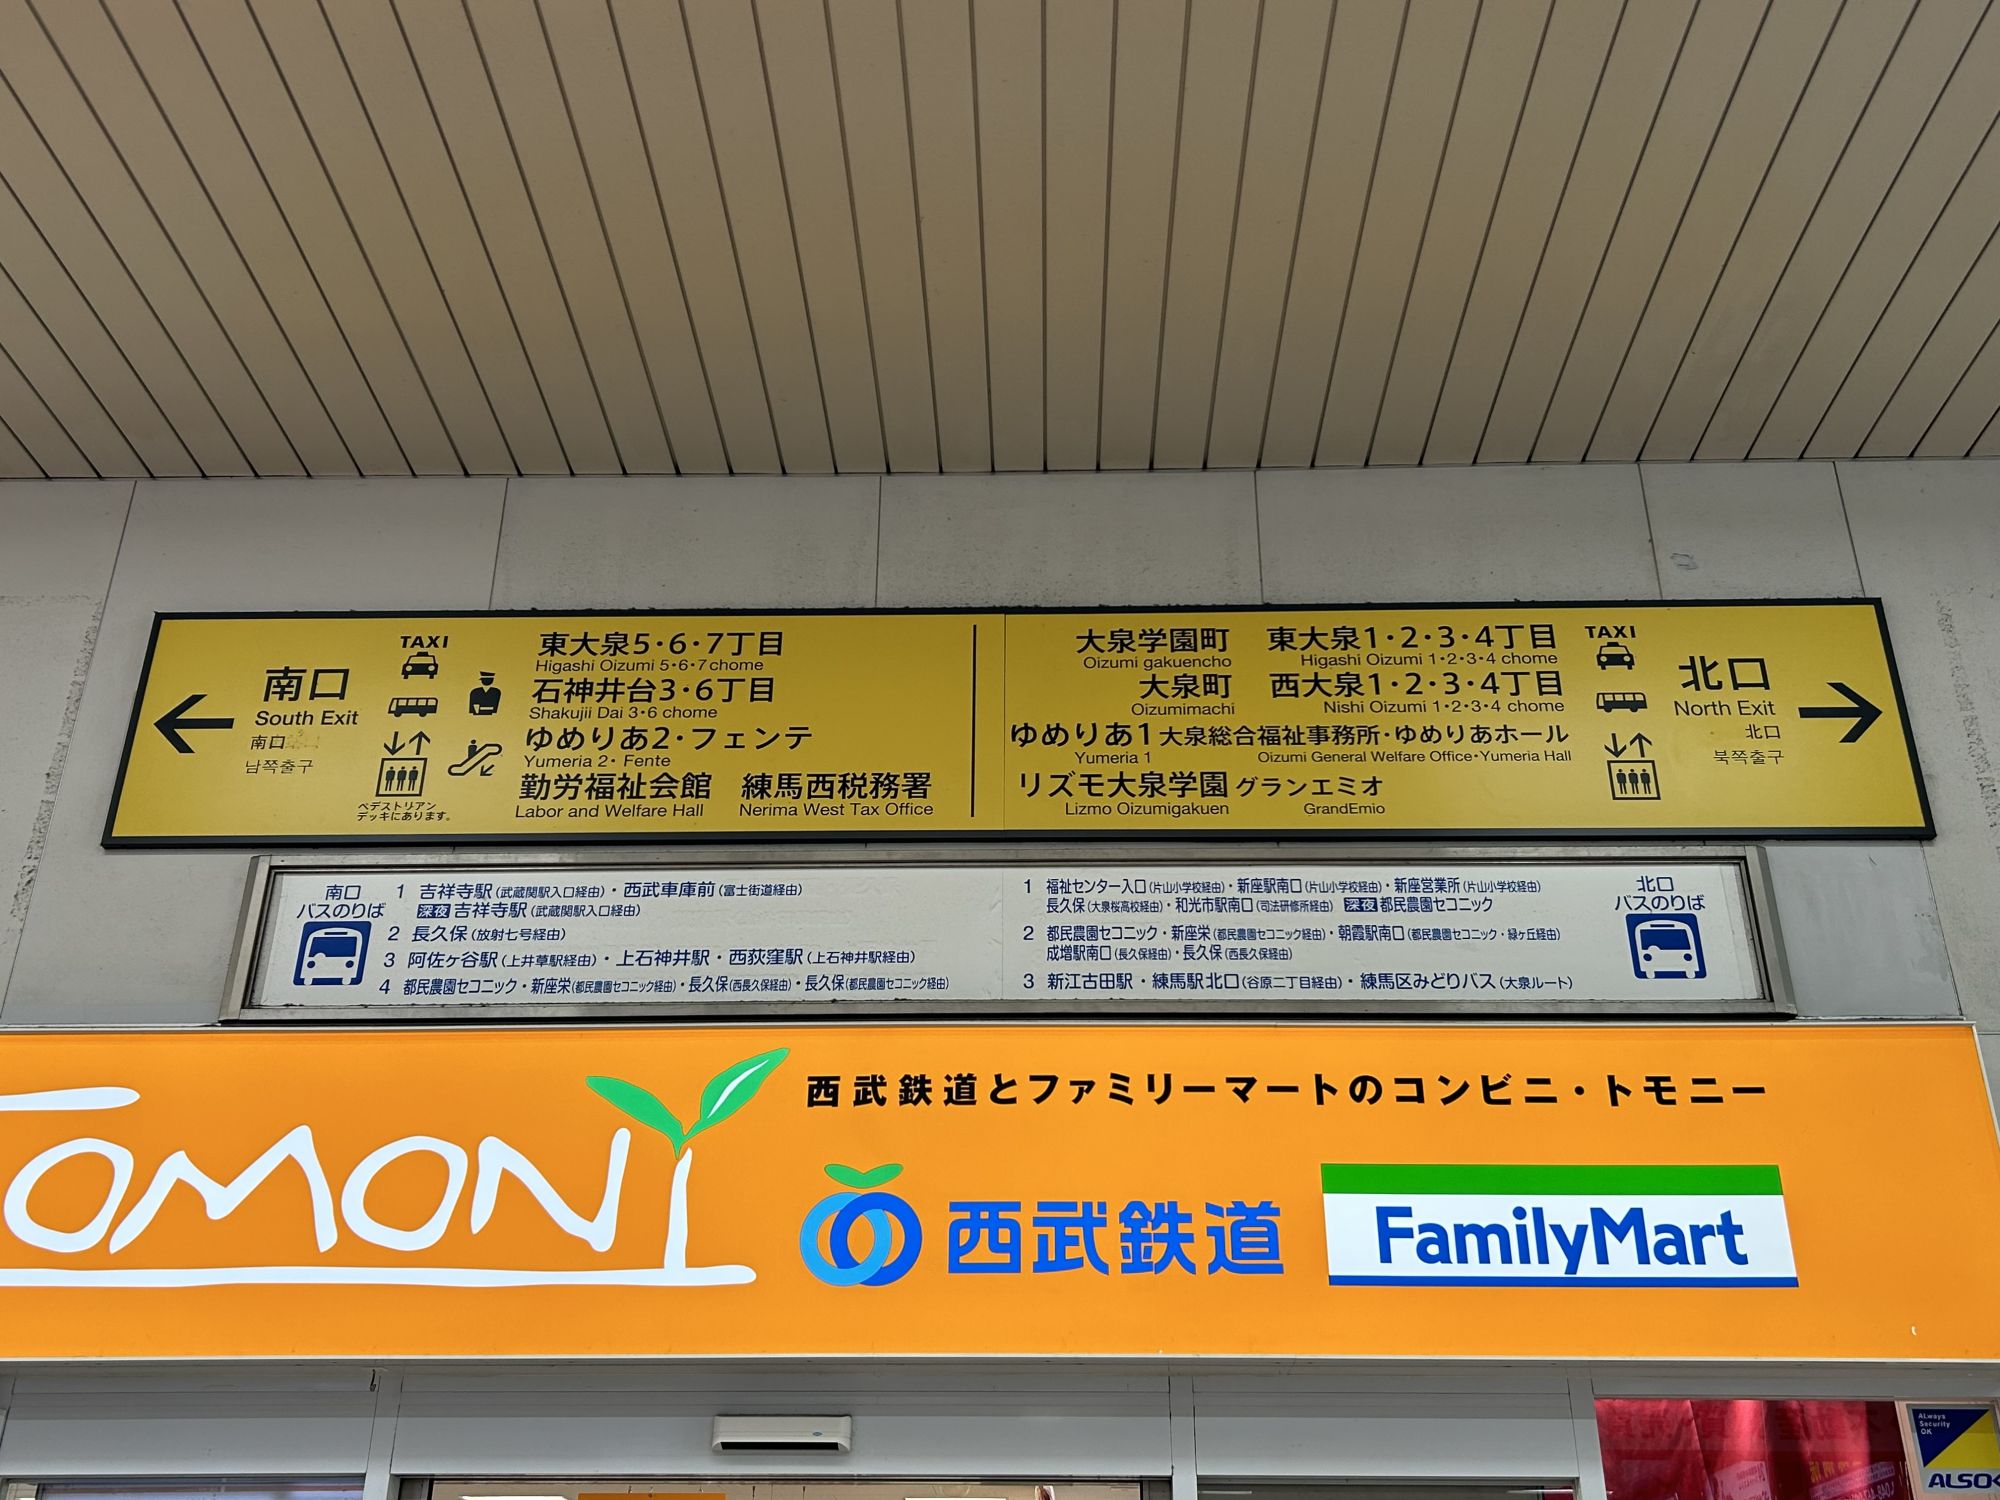 南口
South Exit
南口
남쪽출구
TAXI
ペデストリアン
デッキにあります。
東大泉5・6・7丁目
Higashi Oizumi 5・6・7 chome
石神井台3・6丁目
Shakujii Dai 3・6 chome
ゆめりあ2・フェンテ
Yumeria 2・Fente
勤労福祉会館 練馬西税務署
Labor and Welfare Hall Nerima West Tax Office
大泉学園町 東大泉1・2・3・4丁目
Oizumi gakuencho Higashi Oizumi 1・2・3・4 chome
大泉町 西大泉1・2・3・4丁目
Oizumimachi Nishi Oizumi 1・2・3・4 chome
ゆめりあ1 大泉総合福祉事務所・ゆめりあホール
Yumeria 1 Oizumi General Welfare Office・Yumeria Hall
リズモ大泉学園 グランエミオ
Lizmo Oizumigakuen GrandEmio
TAXI
北口
North Exit
北口
북쪽출구
南口
バスのりば
1 吉祥寺駅(武蔵関駅入口経由)・西武車庫前(富士街道経由)
深夜 吉祥寺駅(武蔵関駅入口経由)
2 長久保(放射七号経由)
3 阿佐ヶ谷駅(上井草駅経由)・上石神井駅・西荻窪駅(上石神井駅経由)
4 都民農園セコニック・新座栄(都民農園セコニック経由)・長久保(西長久保経由)・長久保(都民農園セコニック経由)
1 福祉センター入口(片山小学校経由)・新座駅南口(片山小学校経由)・新座営業所(片山小学校経由)
長久保(大泉桜高校経由)・和光市駅南口(司法研修所経由) 深夜 都民農園セコニック
2 都民農園セコニック・新座栄(都民農園セコニック経由)・朝霞駅南口(都民農園セコニック・緑ヶ丘経由)
成増駅南口(長久保経由)・長久保(西長久保経由)
3 新江古田駅・練馬駅北口(谷原二丁目経由)・練馬区みどりバス(大泉ルート)
北口
バスのりば
TOMONY
西武鉄道とファミリーマートのコンビニ・トモニー
西武鉄道
FamilyMart
ALways
Security
OK
ALSOK